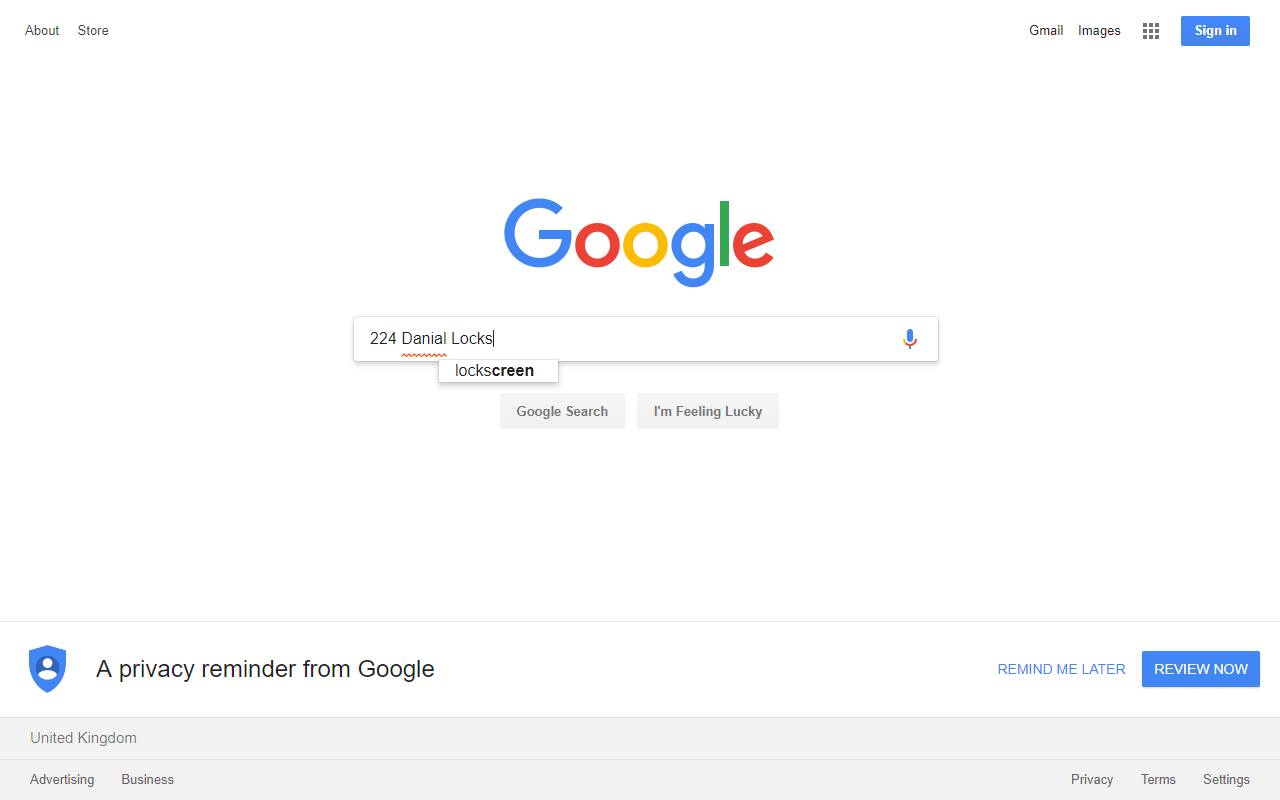 About Store Gmail Images Sign in
Google
224 Danial Locks
lockscreen
Google Search I'm Feeling Lucky
A privacy reminder from Google REMIND ME LATER REVIEW NOW
United Kingdom
Advertising Business Privacy Terms Settings